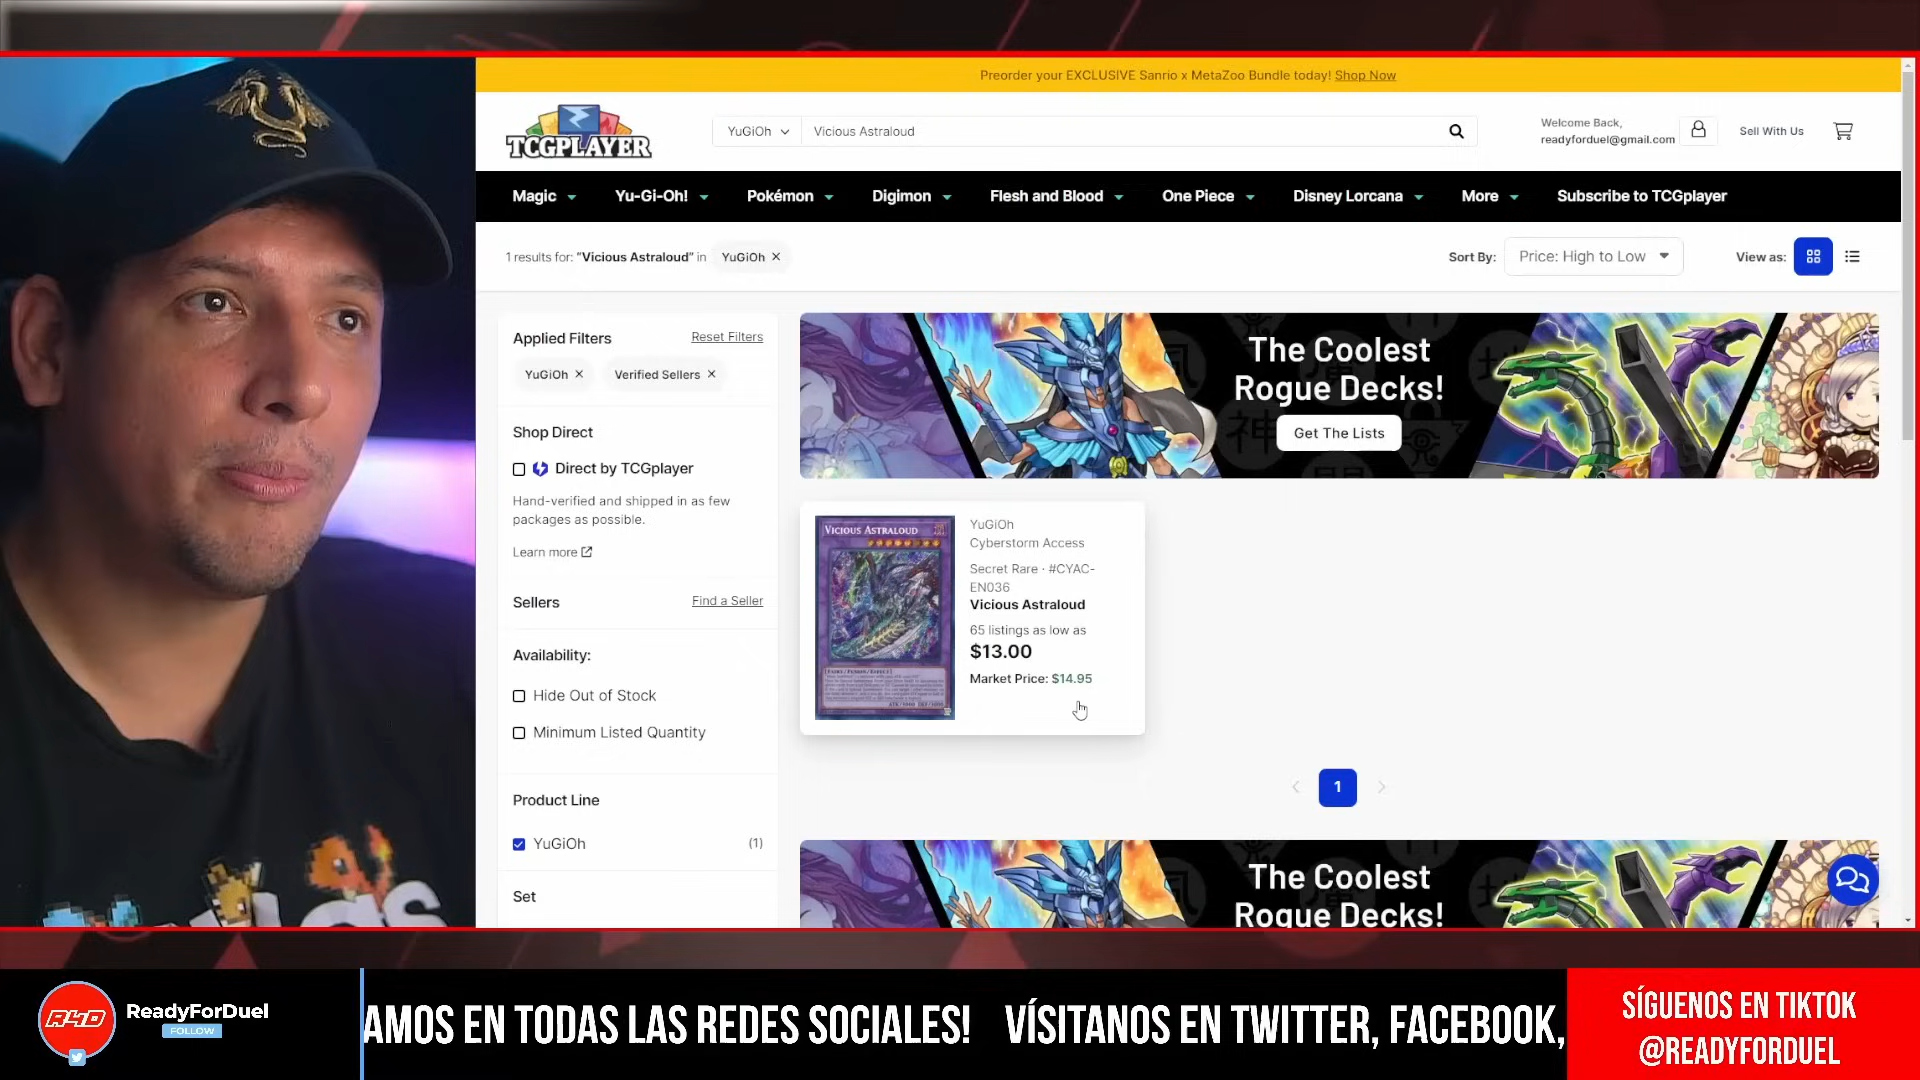 Preorder your EXCLUSIVE Sanrio x MetaZoo Bundle today! Shop Now
TCGPLAYER
YuGiOh
Vicious Astraloud
Welcome Back,
readyforduel@gmail.com
Sell With Us
Magic
Yu-Gi-Oh!
Pokémon
Digimon
Flesh and Blood
One Piece
Disney Lorcana
More
Subscribe to TCGplayer
1 results for: "Vicious Astraloud" in YuGiOh
Sort By: Price: High to Low
View as:
Applied Filters
Reset Filters
YuGiOh
Verified Sellers
Shop Direct
Direct by TCGplayer
Hand-verified and shipped in as few
packages as possible.
Learn more
Sellers
Find a Seller
Availability:
Hide Out of Stock
Minimum Listed Quantity
Product Line
YuGiOh (1)
Set
The Coolest
Rogue Decks!
Get The Lists
VICIOUS ASTRALOUD
YuGiOh
Cyberstorm Access
Secret Rare · #CYAC-
EN036
Vicious Astraloud
65 listings as low as
$13.00
Market Price: $14.95
1
The Coolest
Rogue Decks!
R4D
ReadyForDuel
FOLLOW
AMOS EN TODAS LAS REDES SOCIALES! VÍSITANOS EN TWITTER, FACEBOOK,
SÍGUENOS EN TIKTOK
@READYFORDUEL